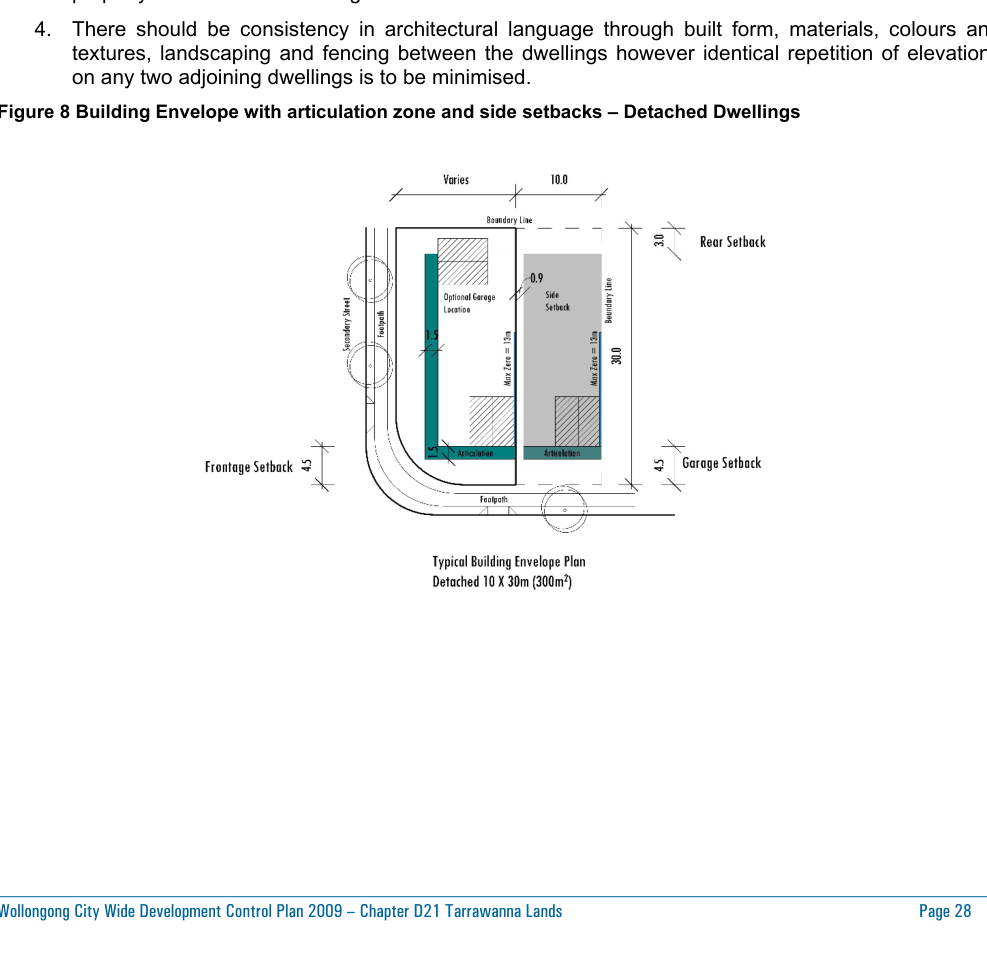 4. There should be consistency in architectural language through built form, materials, colours an
textures, landscaping and fencing between the dwellings however identical repetition of elevation
on any two adjoining dwellings is to be minimised.
Figure 8 Building Envelope with articulation zone and side setbacks – Detached Dwellings
Varies
10.0
Boundary Line
3.0
Rear Setback
0.9
Optional Garage
Location
Side
Setback
Boundary Line
Secondary Street
Footpath
1.5
Max Zero = 13m
Max Zero = 13m
30.0
1.5
Articulation
Articulation
Frontage Setback
4.5
4.5
Garage Setback
Footpath
Typical Building Envelope Plan
Detached 10 X 30m (300m²)
Wollongong City Wide Development Control Plan 2009 – Chapter D21 Tarrawanna Lands
Page 28